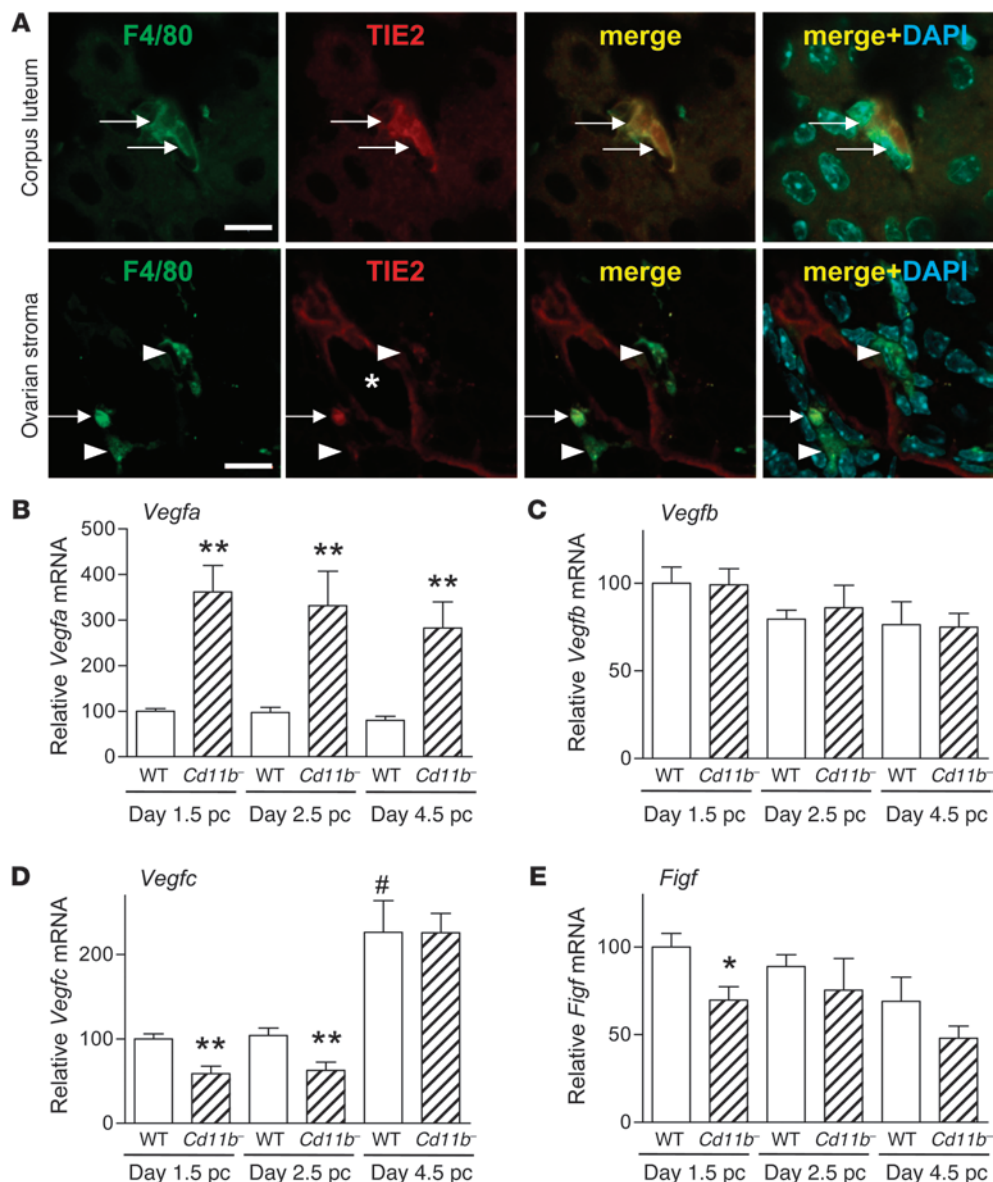 A
F4/80 TIE2 merge merge+DAPI
Corpus luteum
F4/80 TIE2 merge merge+DAPI
Ovarian stroma
*
B Vegfa
Relative Vegfa mRNA
500
400
300
200
100
0
** ** **
WT Cd11b⁻ WT Cd11b⁻ WT Cd11b⁻
Day 1.5 pc Day 2.5 pc Day 4.5 pc
C Vegfb
Relative Vegfb mRNA
100
50
0
WT Cd11b⁻ WT Cd11b⁻ WT Cd11b⁻
Day 1.5 pc Day 2.5 pc Day 4.5 pc
D Vegfc
Relative Vegfc mRNA
200
100
0
** ** #
WT Cd11b⁻ WT Cd11b⁻ WT Cd11b⁻
Day 1.5 pc Day 2.5 pc Day 4.5 pc
E Figf
Relative Figf mRNA
100
50
0
*
WT Cd11b⁻ WT Cd11b⁻ WT Cd11b⁻
Day 1.5 pc Day 2.5 pc Day 4.5 pc